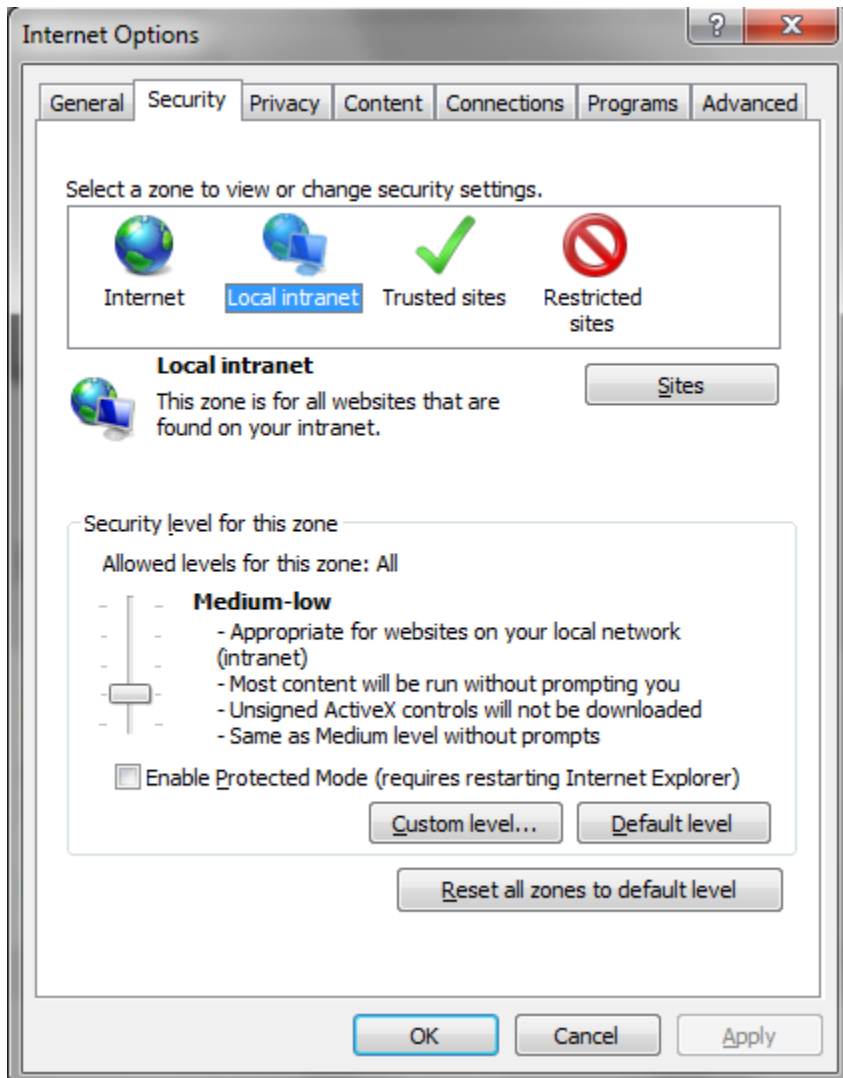 Internet Options
General Security Privacy Content Connections Programs Advanced
Select a zone to view or change security settings.
Internet Local intranet Trusted sites Restricted
sites
Local intranet
Sites
This zone is for all websites that are
found on your intranet.
Security level for this zone
Allowed levels for this zone: All
Medium-low
- Appropriate for websites on your local network
(intranet)
- Most content will be run without prompting you
- Unsigned ActiveX controls will not be downloaded
- Same as Medium level without prompts
Enable Protected Mode (requires restarting Internet Explorer)
Custom level... Default level
Reset all zones to default level
OK Cancel Apply